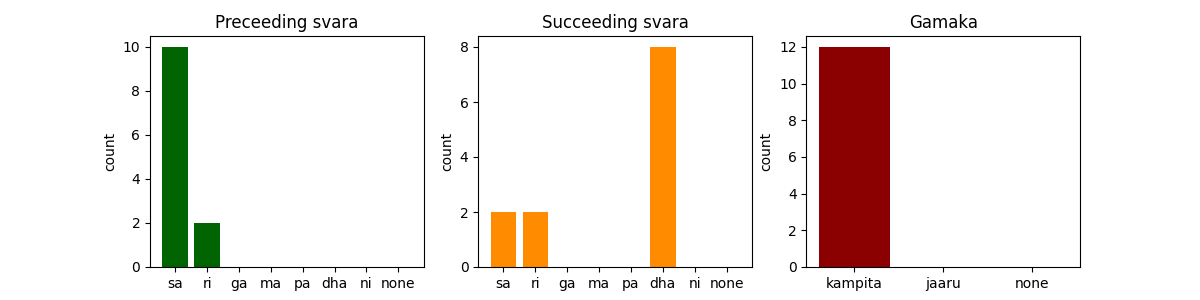 Preceeding svara
count
10
8
6
4
2
0
sa ri ga ma pa dha ni none
Succeeding svara
count
8
6
4
2
0
sa ri ga ma pa dha ni none
Gamaka
count
12
10
8
6
4
2
0
kampita jaaru none